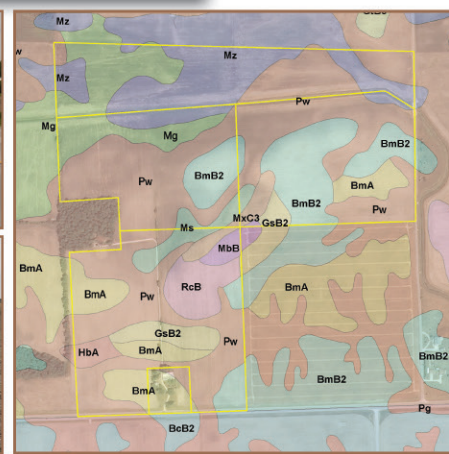 Mz
Mz
Mz
Pw
Mg
Mg
BmB2
BmB2
Pw
BmA
BmB2
Pw
MxC3
GsB2
Ms
MbB
BmA
RcB
BmA
BmA
Pw
GsB2
HbA
BmA
Pw
BmB2
BmB2
BmA
Pg
BcB2